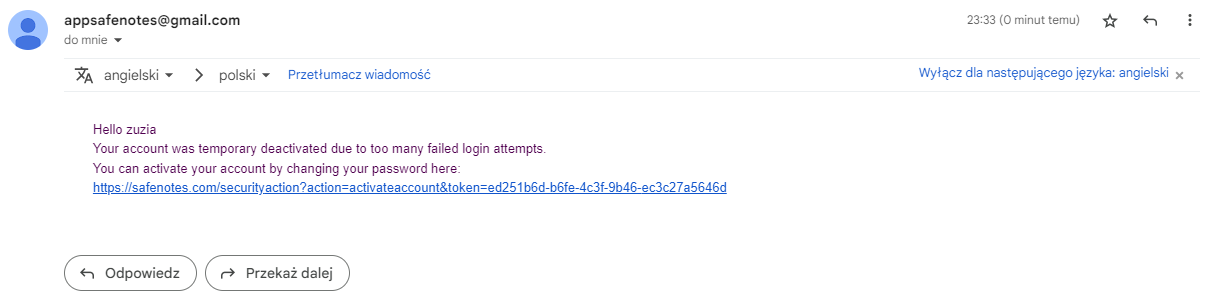 appsafenotes@gmail.com
23:33 (0 minut temu)
do mnie
angielski > polski Przetłumacz wiadomość
Wyłącz dla następującego języka: angielski ×
Hello zuzia
Your account was temporary deactivated due to too many failed login attempts.
You can activate your account by changing your password here:
https://safenotes.com/securityaction?action=activateaccount&token=ed251b6d-b6fe-4c3f-9b46-ec3c27a5646d
Odpowiedz
Przekaż dalej